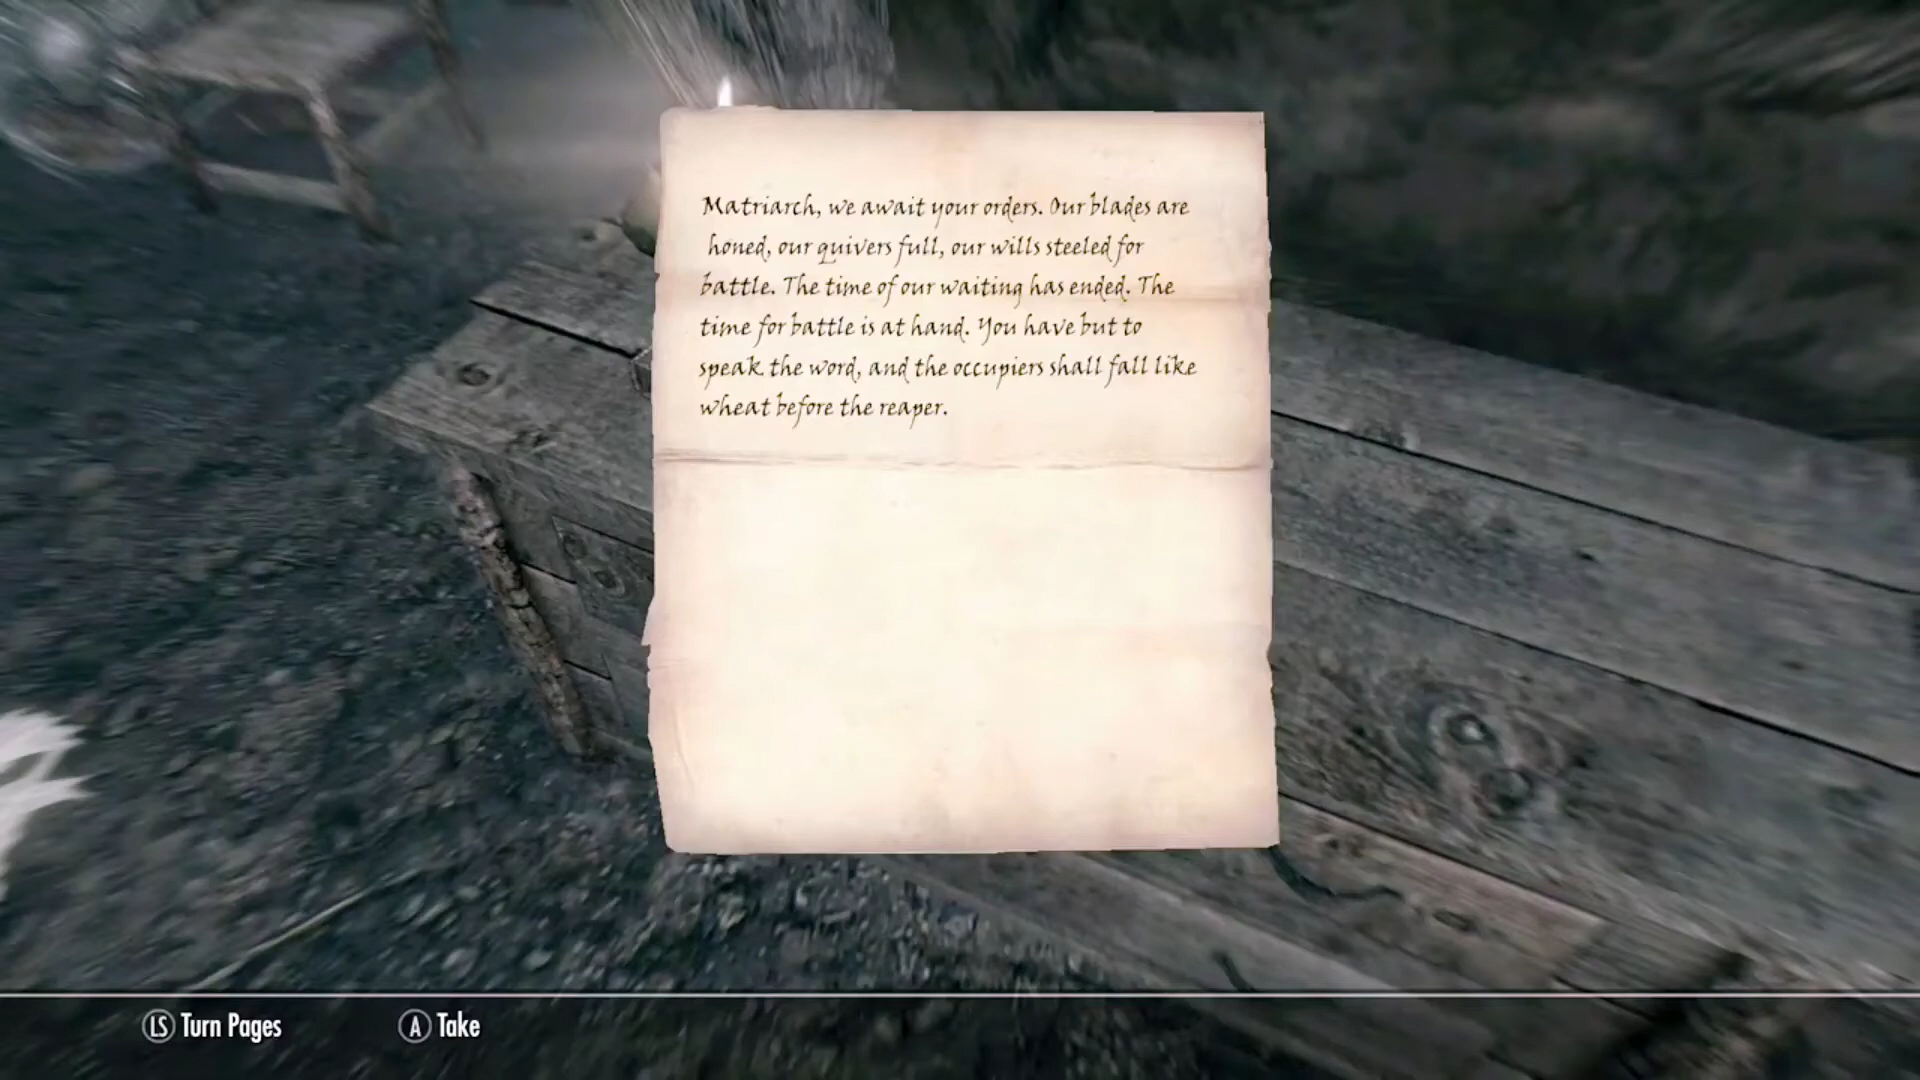 Matriarch, we await your orders. Our blades are
honed, our quivers full, our wills steeled for
battle. The time of our waiting has ended. The
time for battle is at hand. You have but to
speak the word, and the occupiers shall fall like
wheat before the reaper.
LS Turn Pages
A Take